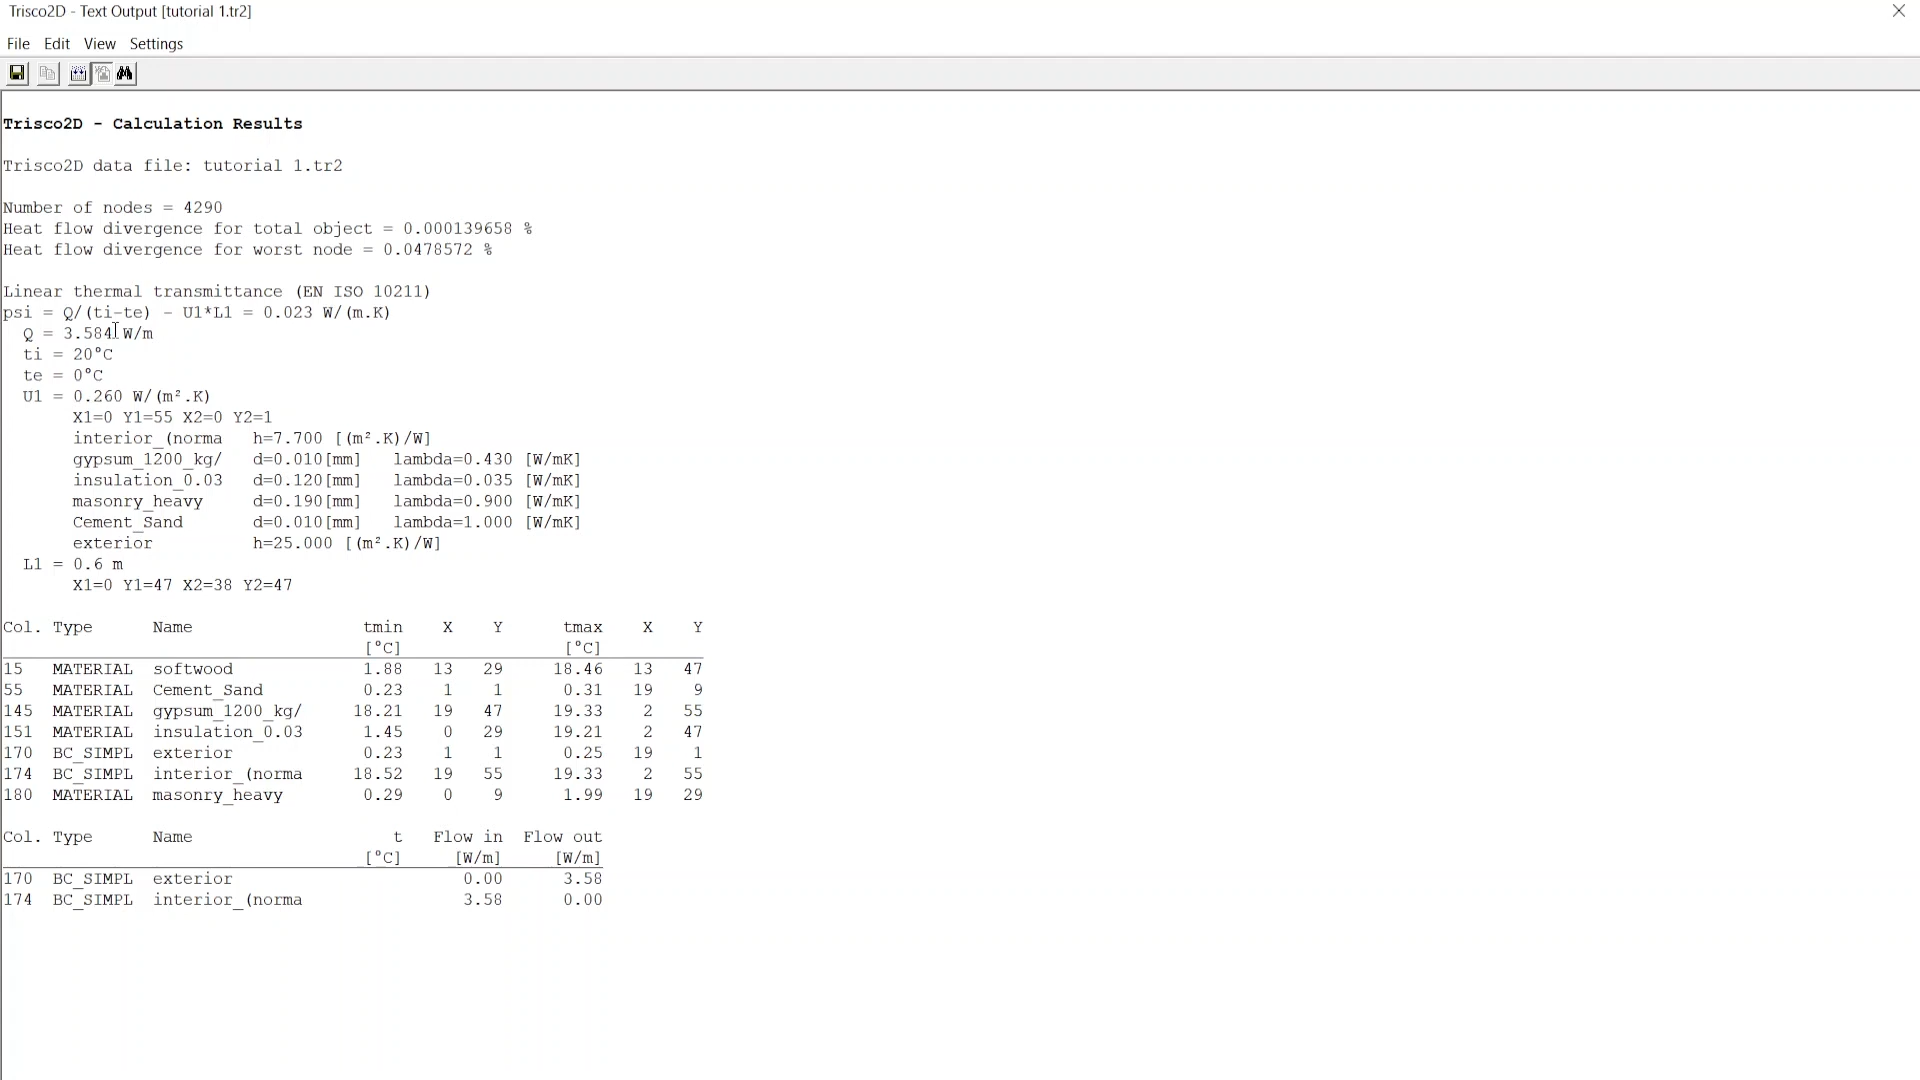 Trisco2D - Text Output [tutorial 1.tr2]
File Edit View Settings
Trisco2D - Calculation Results
Trisco2D data file: tutorial 1.tr2
Number of nodes = 4290
Heat flow divergence for total object = 0.000139658 %
Heat flow divergence for worst node = 0.0478572 %
Linear thermal transmittance (EN ISO 10211)
psi = Q/(ti-te) - U1*L1 = 0.023 W/(m.K)
Q = 3.584 W/m
ti = 20°C
te = 0°C
U1 = 0.260 W/(m².K)
X1=0 Y1=55 X2=0 Y2=1
interior_(norma h=7.700 [(m².K)/W]
gypsum_1200_kg/ d=0.010[mm] lambda=0.430 [W/mK]
insulation_0.03 d=0.120[mm] lambda=0.035 [W/mK]
masonry_heavy d=0.190[mm] lambda=0.900 [W/mK]
Cement_Sand d=0.010[mm] lambda=1.000 [W/mK]
exterior h=25.000 [(m².K)/W]
L1 = 0.6 m
X1=0 Y1=47 X2=38 Y2=47
Col. Type Name tmin X Y tmax X Y
[°C] [°C]
15 MATERIAL softwood 1.88 13 29 18.46 13 47
55 MATERIAL Cement_Sand 0.23 1 1 0.31 19 9
145 MATERIAL gypsum_1200_kg/ 18.21 19 47 19.33 2 55
151 MATERIAL insulation_0.03 1.45 0 29 19.21 2 47
170 BC_SIMPL exterior 0.23 1 1 0.25 19 1
174 BC_SIMPL interior_(norma 18.52 19 55 19.33 2 55
180 MATERIAL masonry_heavy 0.29 0 9 1.99 19 29
Col. Type Name t Flow in Flow out
[°C] [W/m] [W/m]
170 BC_SIMPL exterior 0.00 3.58
174 BC_SIMPL interior_(norma 3.58 0.00